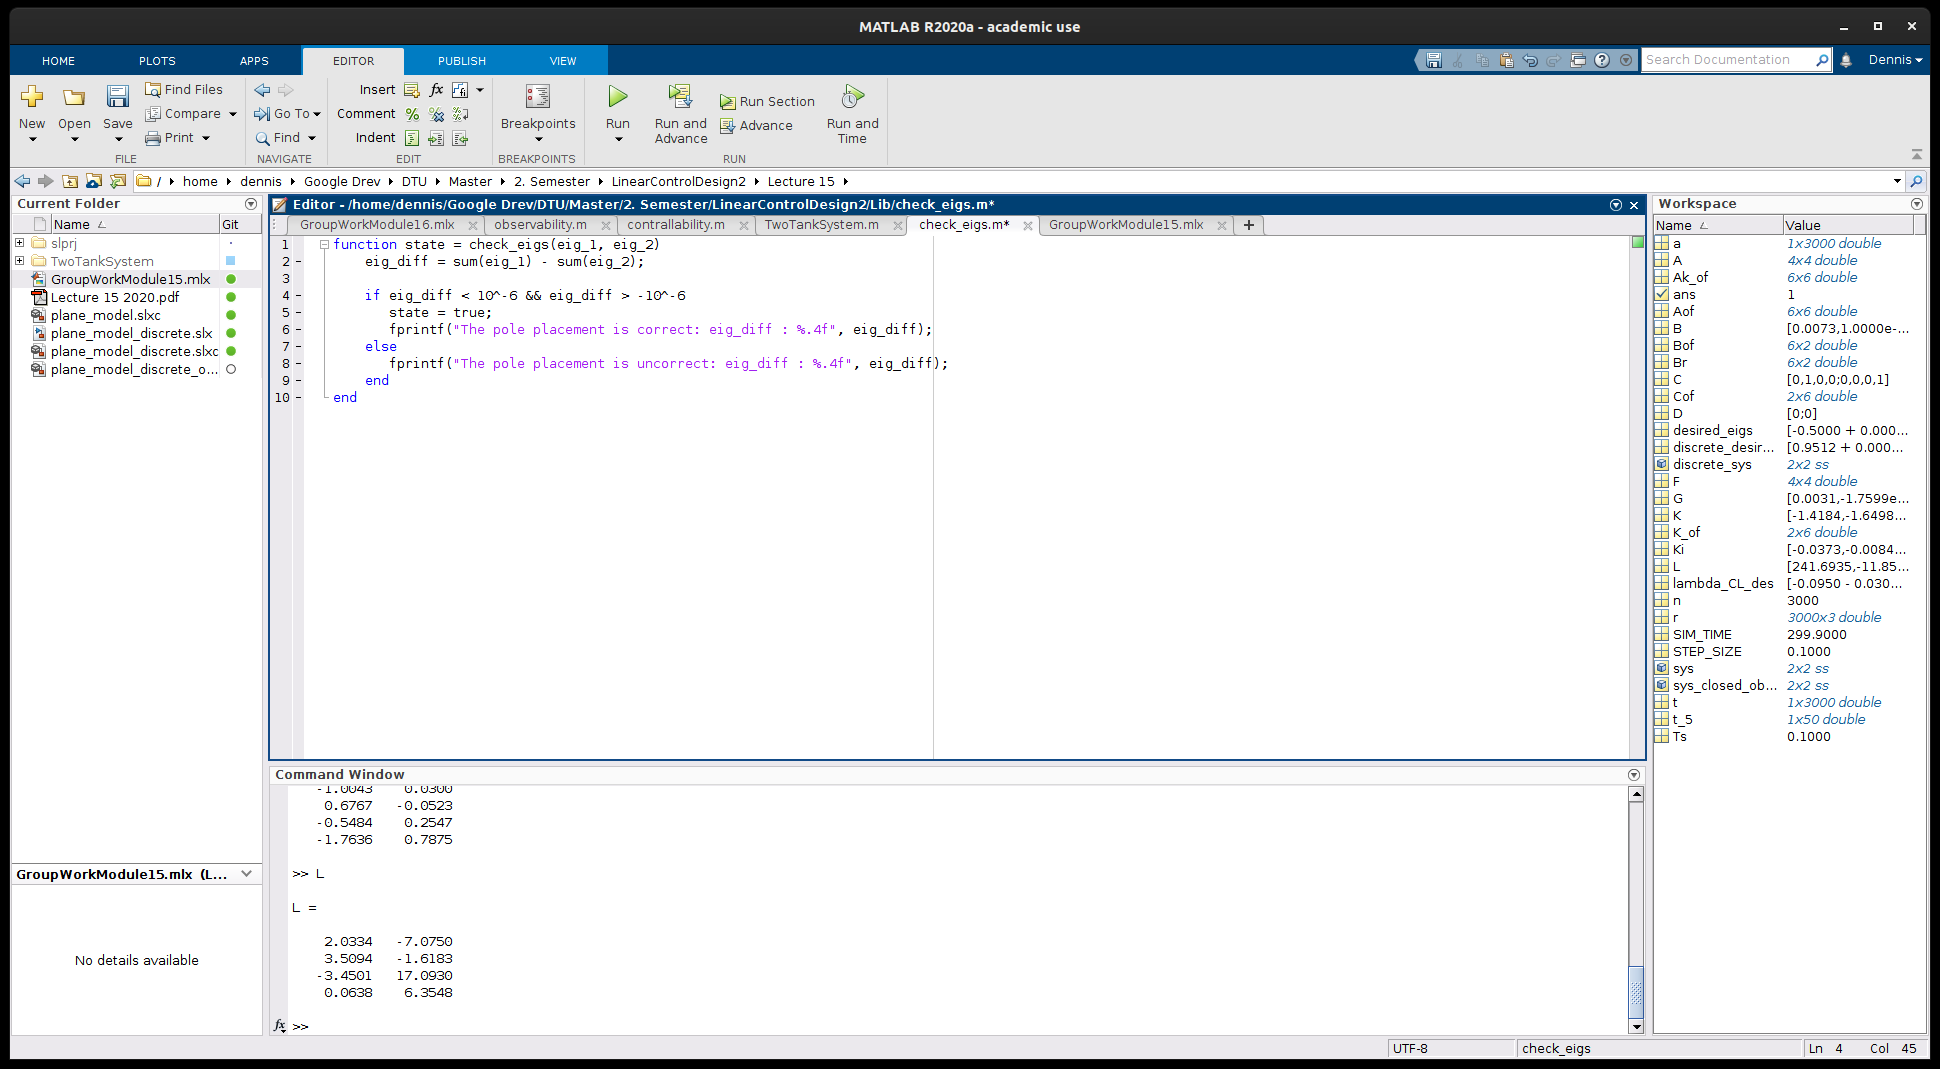 MATLAB R2020a - academic use
HOME PLOTS APPS EDITOR PUBLISH VIEW
Search Documentation Dennis
New Open Save
Find Files
Compare
Print
FILE
Go To
Find
NAVIGATE
Insert
Comment
Indent
EDIT
Breakpoints
BREAKPOINTS
Run
Run and Advance
Run Section
Advance
Run and Time
RUN
/ home dennis Google Drev DTU Master 2. Semester LinearControlDesign2 Lecture 15
Current Folder
Name Git
slprj
TwoTankSystem
GroupWorkModule15.mlx
Lecture 15 2020.pdf
plane_model.slxc
plane_model_discrete.slx
plane_model_discrete.slxc
plane_model_discrete_o...
GroupWorkModule15.mlx (L...
No details available
Editor - /home/dennis/Google Drev/DTU/Master/2. Semester/LinearControlDesign2/Lib/check_eigs.m*
GroupWorkModule16.mlx observability.m contrallability.m TwoTankSystem.m check_eigs.m* GroupWorkModule15.mlx +
1 function state = check_eigs(eig_1, eig_2)
2 - eig_diff = sum(eig_1) - sum(eig_2);
3
4 - if eig_diff < 10^-6 && eig_diff > -10^-6
5 - state = true;
6 - fprintf("The pole placement is correct: eig_diff : %.4f", eig_diff);
7 - else
8 - fprintf("The pole placement is uncorrect: eig_diff : %.4f", eig_diff);
9 - end
10 - end
Command Window
-1.0043 0.0300
0.6767 -0.0523
-0.5484 0.2547
-1.7636 0.7875
>> L
L =
2.0334 -7.0750
3.5094 -1.6183
-3.4501 17.0930
0.0638 6.3548
fx >>
Workspace
Name Value
a 1x3000 double
A 4x4 double
Ak_of 6x6 double
ans 1
Aof 6x6 double
B [0.0073,1.0000e-...
Bof 6x2 double
Br 6x2 double
C [0,1,0,0;0,0,0,1]
Cof 2x6 double
D [0;0]
desired_eigs [-0.5000 + 0.000...
discrete_desir... [0.9512 + 0.000...
discrete_sys 2x2 ss
F 4x4 double
G [0.0031,-1.7599e...
K [-1.4184,-1.6498...
K_of 2x6 double
Ki [-0.0373,-0.0084...
L [241.6935,-11.85...
lambda_CL_des [-0.0950 - 0.030...
n 3000
r 3000x3 double
SIM_TIME 299.9000
STEP_SIZE 0.1000
sys 2x2 ss
sys_closed_ob... 2x2 ss
t 1x3000 double
t_5 1x50 double
Ts 0.1000
UTF-8 check_eigs Ln 4 Col 45